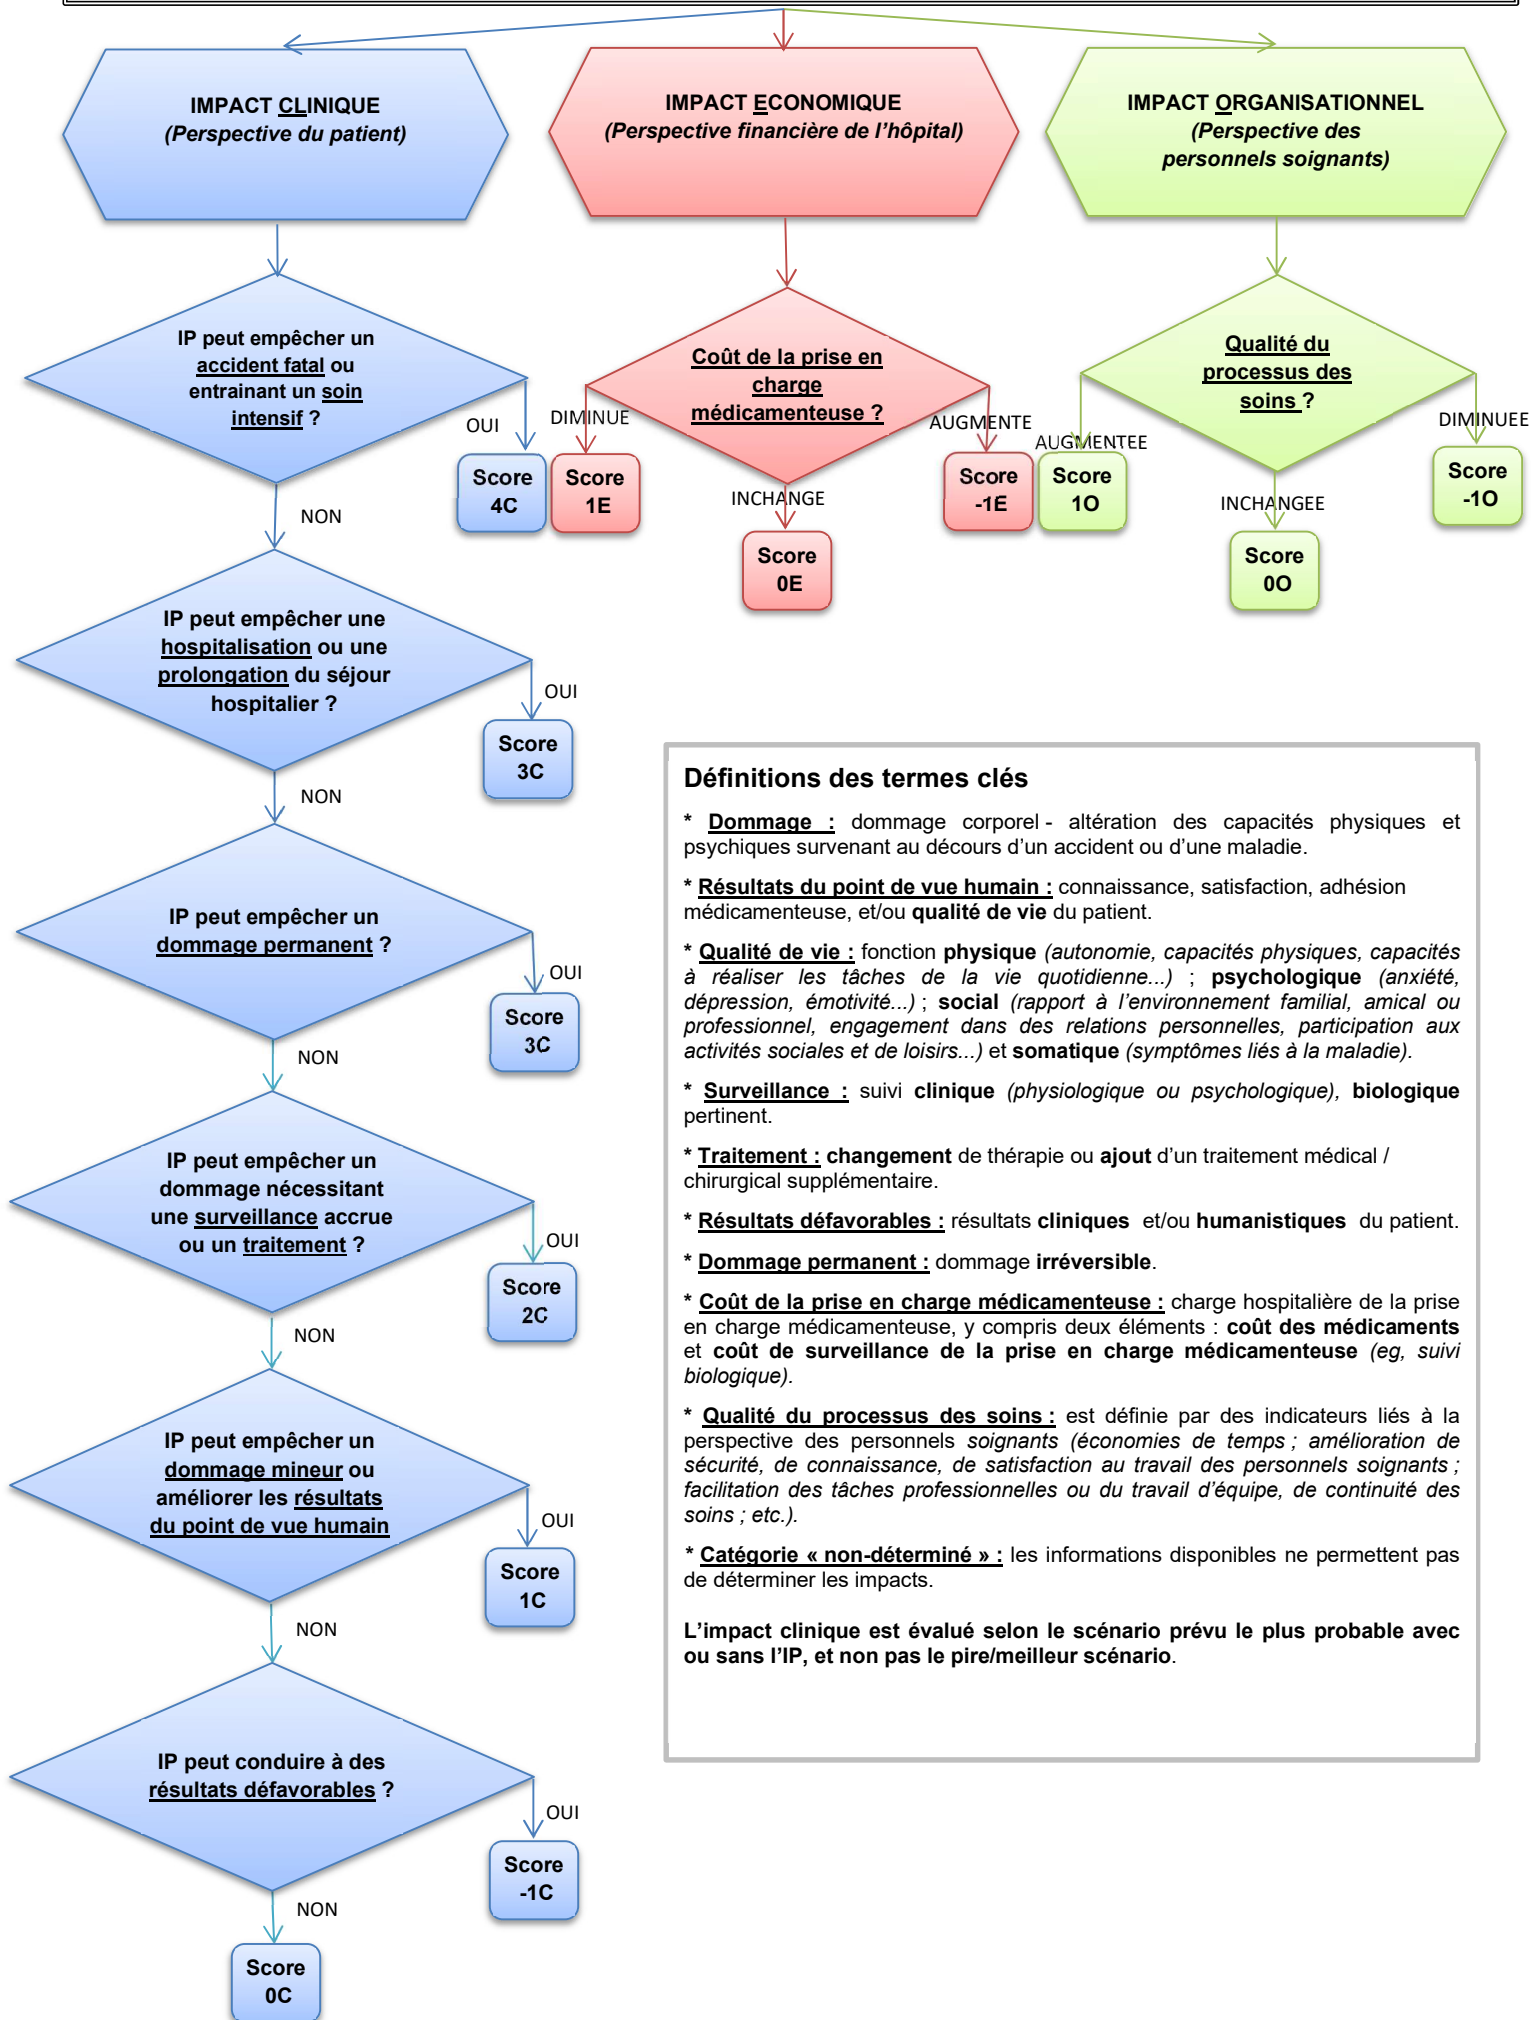 IMPACT CLINIQUE
(Perspective du patient)
IMPACT ECONOMIQUE
(Perspective financière de l'hôpital)
IMPACT ORGANISATIONNEL
(Perspective des
personnels soignants)
IP peut empêcher un
accident fatal ou
entrainant un soin
intensif ?
OUI
Score
4C
NON
Coût de la prise en
charge
médicamenteuse ?
DIMINUE
Score
1E
INCHANGE
Score
0E
AUGMENTE
Score
-1E
Qualité du
processus des
soins ?
AUGMENTEE
Score
1O
INCHANGEE
Score
0O
DIMINUEE
Score
-1O
IP peut empêcher une
hospitalisation ou une
prolongation du séjour
hospitalier ?
OUI
Score
3C
NON
IP peut empêcher un
dommage permanent ?
OUI
Score
3C
NON
IP peut empêcher un
dommage nécessitant
une surveillance accrue
ou un traitement ?
OUI
Score
2C
NON
IP peut empêcher un
dommage mineur ou
améliorer les résultats
du point de vue humain
OUI
Score
1C
NON
IP peut conduire à des
résultats défavorables ?
OUI
Score
-1C
NON
Score
0C
Définitions des termes clés
* Dommage : dommage corporel - altération des capacités physiques et
psychiques survenant au décours d'un accident ou d'une maladie.
* Résultats du point de vue humain : connaissance, satisfaction, adhésion
médicamenteuse, et/ou qualité de vie du patient.
* Qualité de vie : fonction physique (autonomie, capacités physiques, capacités
à réaliser les tâches de la vie quotidienne...) ; psychologique (anxiété,
dépression, émotivité...) ; social (rapport à l'environnement familial, amical ou
professionnel, engagement dans des relations personnelles, participation aux
activités sociales et de loisirs...) et somatique (symptômes liés à la maladie).
* Surveillance : suivi clinique (physiologique ou psychologique), biologique
pertinent.
* Traitement : changement de thérapie ou ajout d'un traitement médical /
chirurgical supplémentaire.
* Résultats défavorables : résultats cliniques et/ou humanistiques du patient.
* Dommage permanent : dommage irréversible.
* Coût de la prise en charge médicamenteuse : charge hospitalière de la prise
en charge médicamenteuse, y compris deux éléments : coût des médicaments
et coût de surveillance de la prise en charge médicamenteuse (eg, suivi
biologique).
* Qualité du processus des soins : est définie par des indicateurs liés à la
perspective des personnels soignants (économies de temps ; amélioration de
sécurité, de connaissance, de satisfaction au travail des personnels soignants ;
facilitation des tâches professionnelles ou du travail d'équipe, de continuité des
soins ; etc.).
* Catégorie « non-déterminé » : les informations disponibles ne permettent pas
de déterminer les impacts.
L'impact clinique est évalué selon le scénario prévu le plus probable avec
ou sans l'IP, et non pas le pire/meilleur scénario.